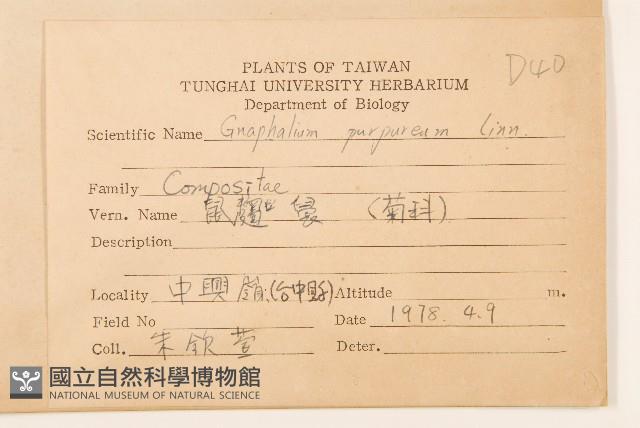 D40
PLANTS OF TAIWAN
TUNGHAI UNIVERSITY HERBARIUM
Department of Biology
Scientific Name Gnaphalium purpureum Linn.
Family Compositae
Vern. Name 鼠麴 (菊科)
Description
Locality 中興嶺(台中縣) Altitude m.
Field No Date 1978. 4.9
Coll. 朱欽萱 Deter.
國立自然科學博物館
NATIONAL MUSEUM OF NATURAL SCIENCE